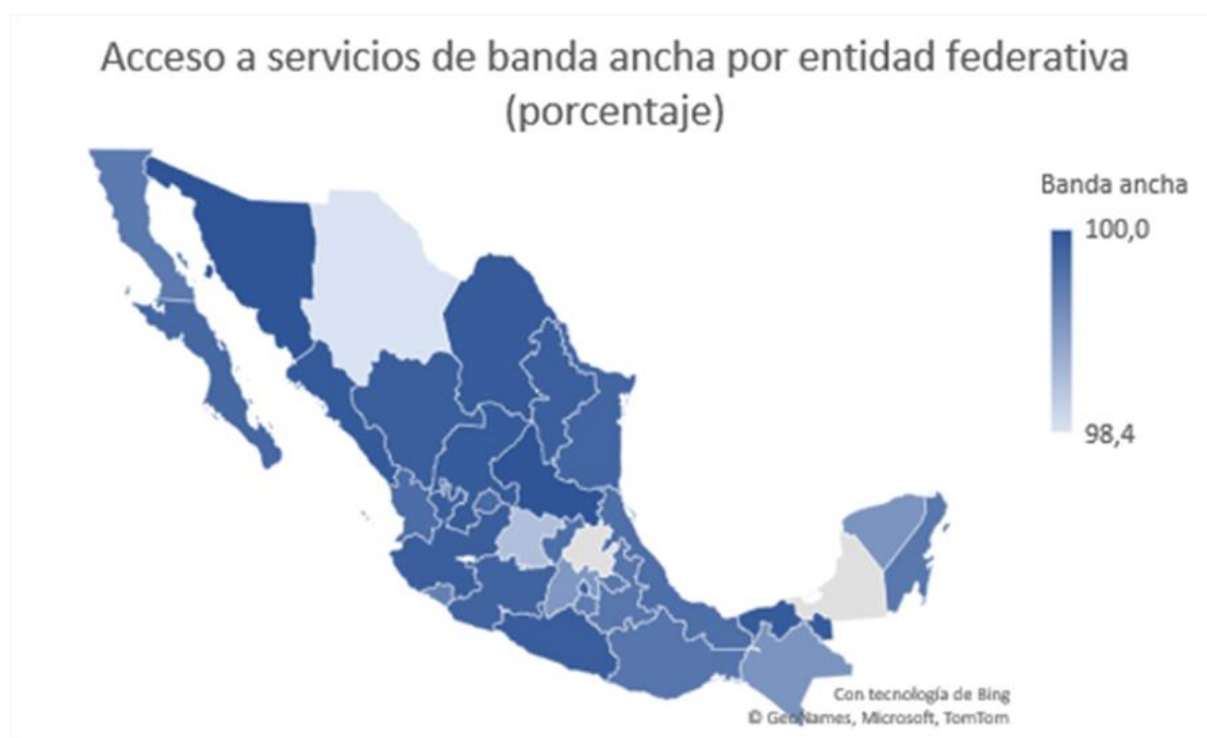 Acceso a servicios de banda ancha por entidad federativa
(porcentaje)
Banda ancha
100,0
98,4
Con tecnología de Bing
© GeoNames, Microsoft, TomTom